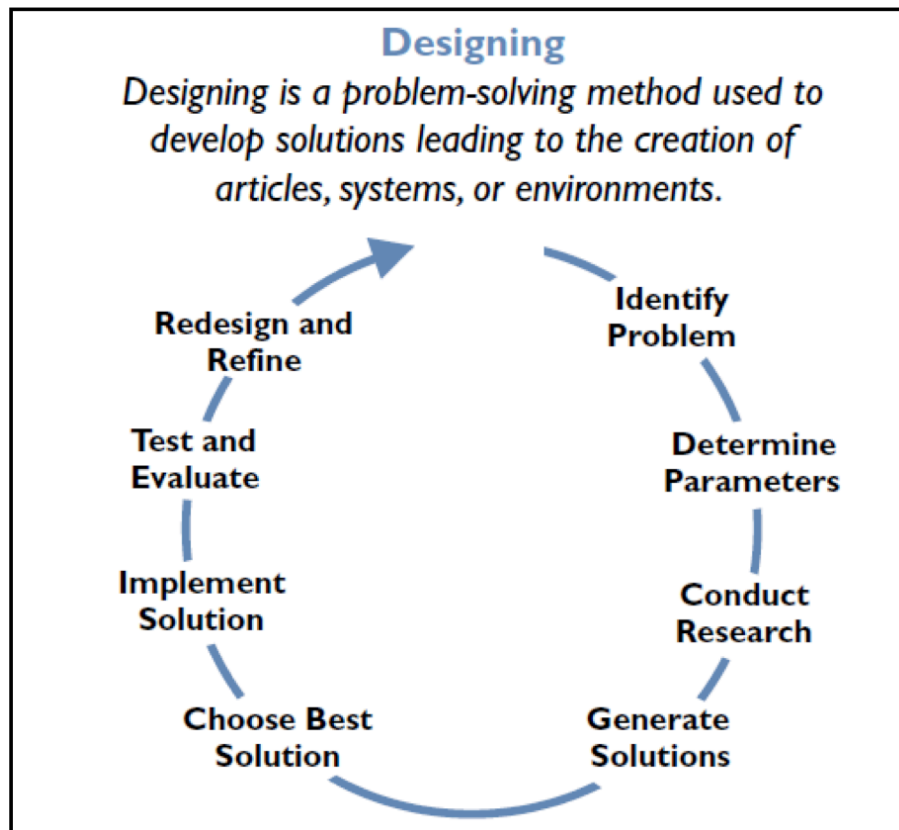 Designing
Designing is a problem-solving method used to
develop solutions leading to the creation of
articles, systems, or environments.
Identify
Problem
Determine
Parameters
Conduct
Research
Generate
Solutions
Choose Best
Solution
Implement
Solution
Test and
Evaluate
Redesign and
Refine